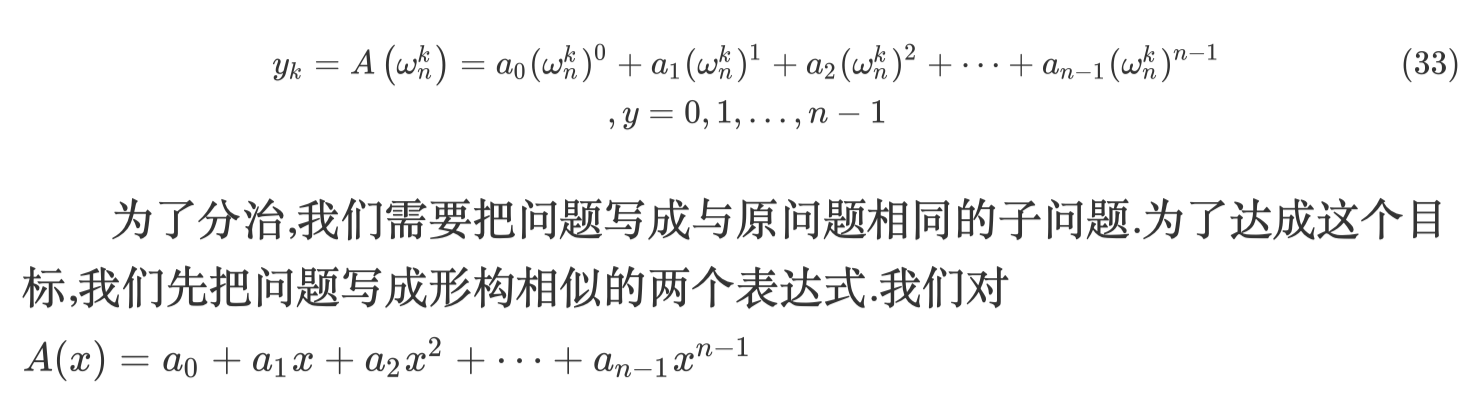 y_k = A(ω_n^k) = a_0(ω_n^k)^0 + a_1(ω_n^k)^1 + a_2(ω_n^k)^2 + ⋯ + a_{n−1}(ω_n^k)^{n−1} (33)
, y = 0, 1, …, n − 1
为了分治,我们需要把问题写成与原问题相同的子问题.为了达成这个目
标,我们先把问题写成形构相似的两个表达式.我们对
A(x) = a_0 + a_1x + a_2x^2 + ⋯ + a_{n−1}x^{n−1}